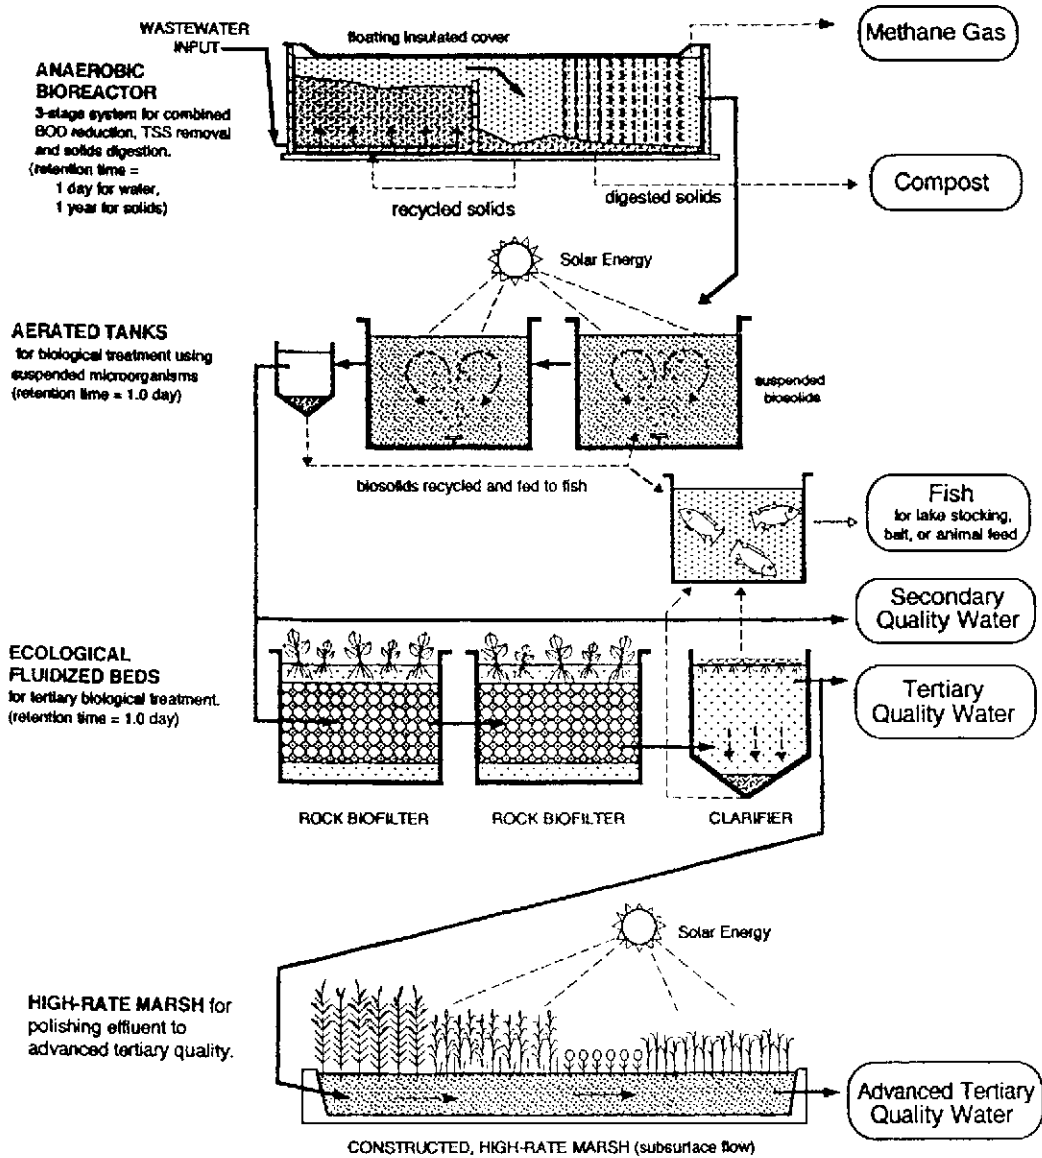 WASTEWATER
INPUT
floating insulated cover
Methane Gas
ANAEROBIC
BIOREACTOR
3-stage system for combined
BOD reduction, TSS removal
and solids digestion.
(retention time =
1 day for water,
1 year for solids)
recycled solids
digested solids
Compost
Solar Energy
AERATED TANKS
for biological treatment using
suspended microorganisms
(retention time = 1.0 day)
suspended
biosolids
biosolids recycled and fed to fish
Fish
for lake stocking,
bait, or animal feed
Secondary
Quality Water
ECOLOGICAL
FLUIDIZED BEDS
for tertiary biological treatment.
(retention time = 1.0 day)
Tertiary
Quality Water
ROCK BIOFILTER
ROCK BIOFILTER
CLARIFIER
Solar Energy
HIGH-RATE MARSH for
polishing effluent to
advanced tertiary quality.
Advanced Tertiary
Quality Water
CONSTRUCTED, HIGH-RATE MARSH (subsurface flow)